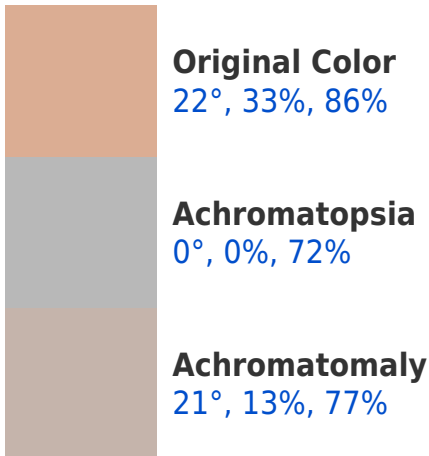 Original Color
22°, 33%, 86%
Achromatopsia
0°, 0%, 72%
Achromatomaly
21°, 13%, 77%